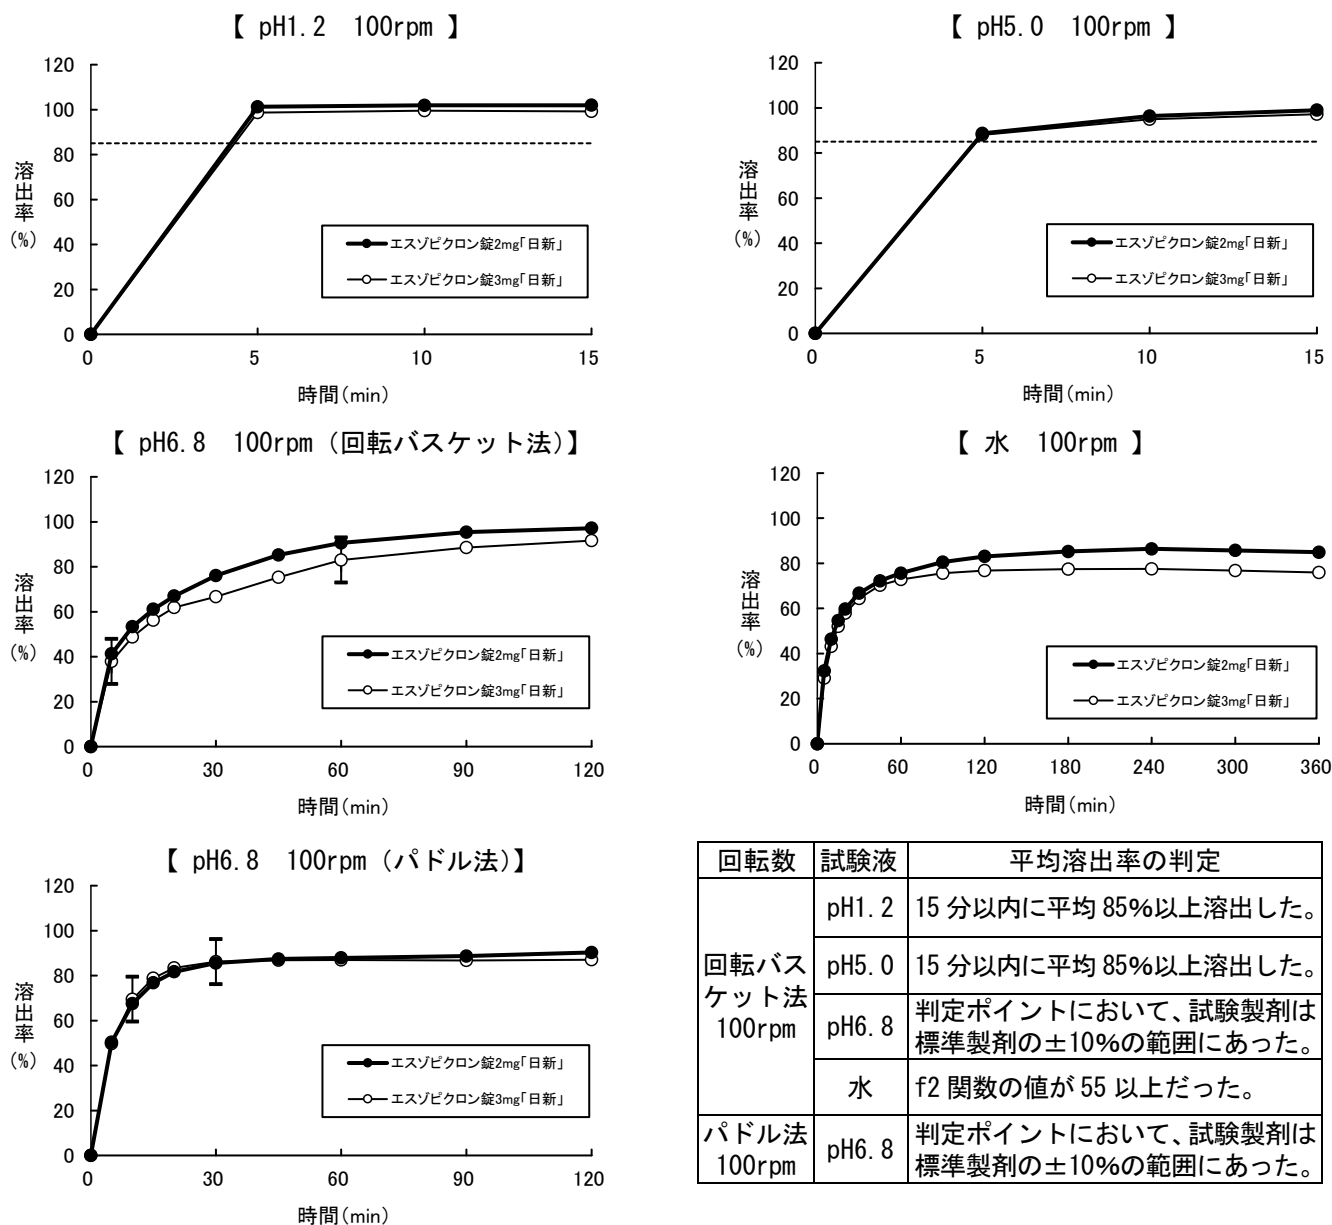 【 pH1.2　100rpm 】
120
100
80
60
40
20
0
溶出率(%)
エスゾピクロン錠2mg「日新」
エスゾピクロン錠3mg「日新」
0 5 10 15
時間(min)
【 pH5.0　100rpm 】
120
100
80
60
40
20
0
溶出率(%)
エスゾピクロン錠2mg「日新」
エスゾピクロン錠3mg「日新」
0 5 10 15
時間(min)
【 pH6.8　100rpm（回転バスケット法）】
120
100
80
60
40
20
0
溶出率(%)
エスゾピクロン錠2mg「日新」
エスゾピクロン錠3mg「日新」
0 30 60 90 120
時間(min)
【 水　100rpm 】
120
100
80
60
40
20
0
溶出率(%)
エスゾピクロン錠2mg「日新」
エスゾピクロン錠3mg「日新」
0 60 120 180 240 300 360
時間(min)
【 pH6.8　100rpm（パドル法）】
120
100
80
60
40
20
0
溶出率(%)
エスゾピクロン錠2mg「日新」
エスゾピクロン錠3mg「日新」
0 30 60 90 120
時間(min)
回転数 試験液 平均溶出率の判定
回転バス
ケット法
100rpm
pH1.2 15分以内に平均85%以上溶出した。
pH5.0 15分以内に平均85%以上溶出した。
pH6.8 判定ポイントにおいて、試験製剤は
標準製剤の±10%の範囲にあった。
水 f2関数の値が55以上だった。
パドル法
100rpm
pH6.8 判定ポイントにおいて、試験製剤は
標準製剤の±10%の範囲にあった。